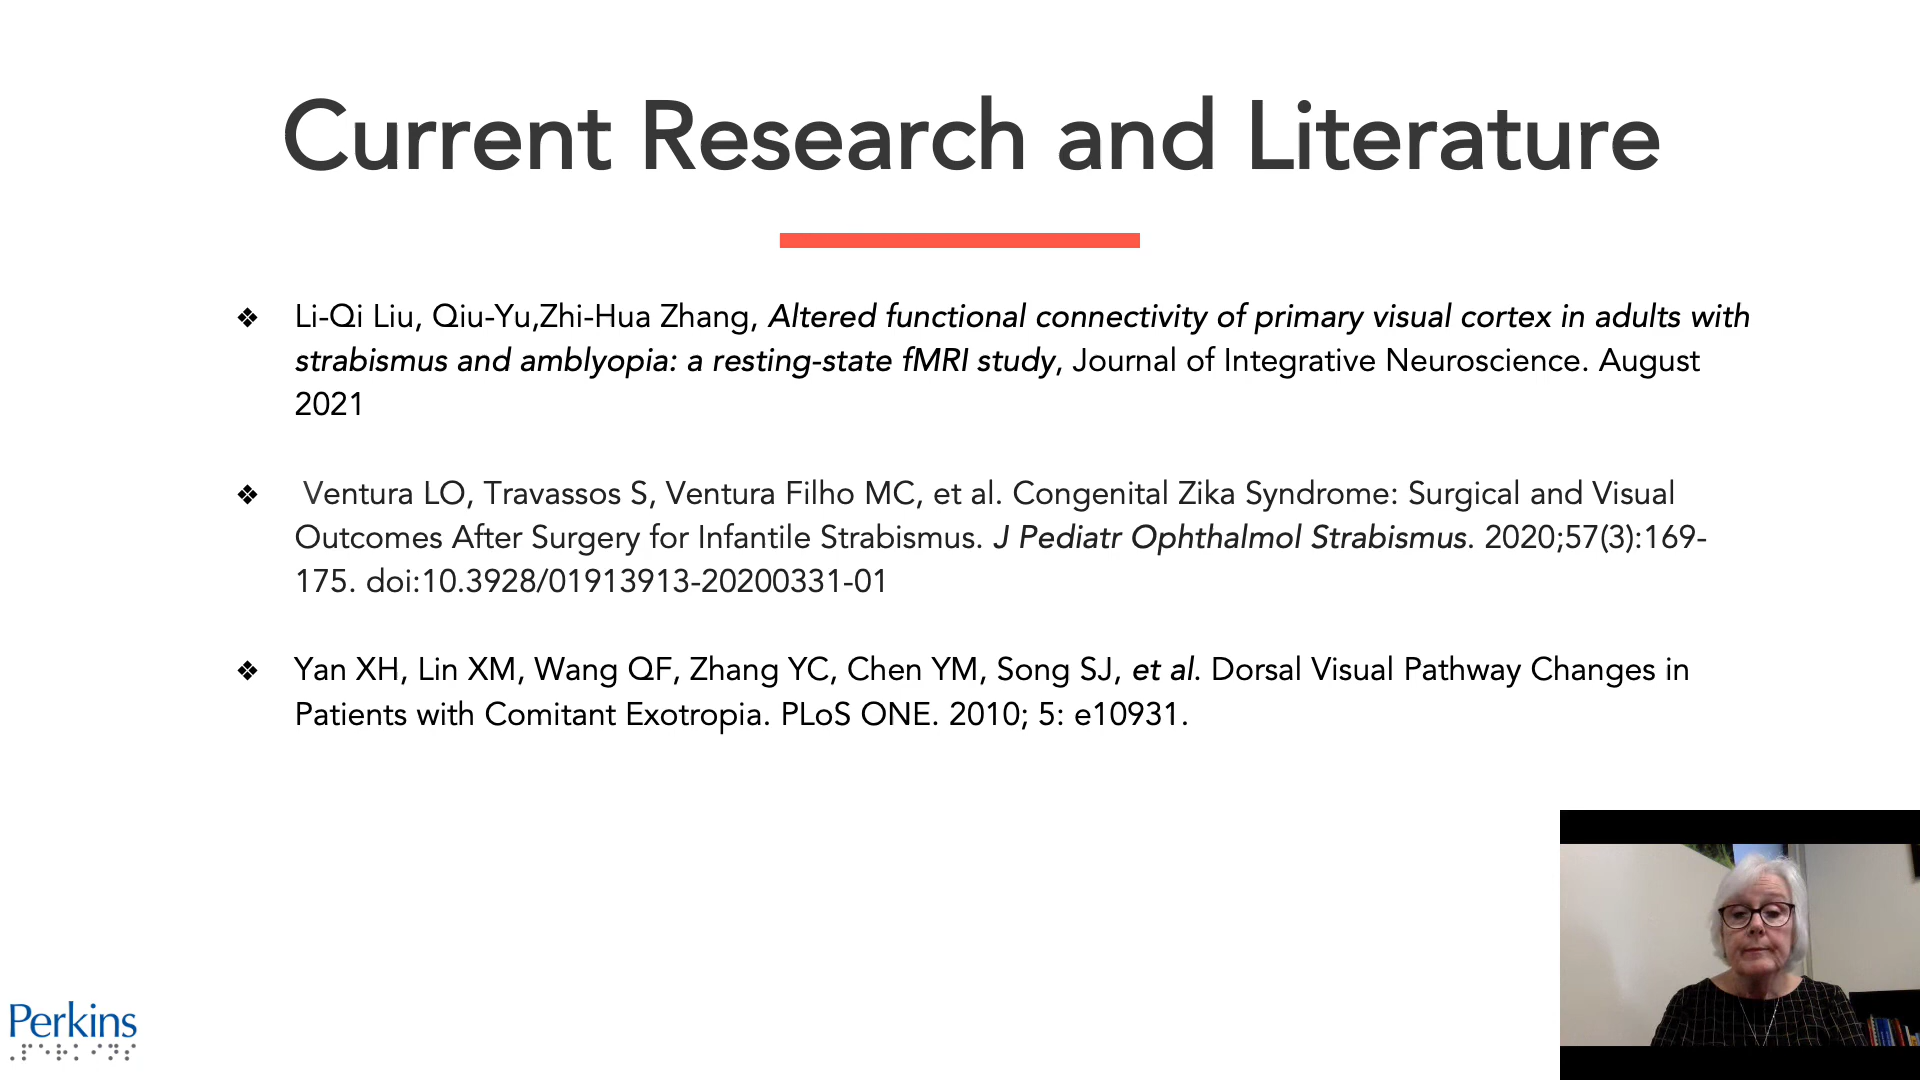 Current Research and Literature
❖ Li-Qi Liu, Qiu-Yu,Zhi-Hua Zhang, Altered functional connectivity of primary visual cortex in adults with
strabismus and amblyopia: a resting-state fMRI study, Journal of Integrative Neuroscience. August
2021
❖ Ventura LO, Travassos S, Ventura Filho MC, et al. Congenital Zika Syndrome: Surgical and Visual
Outcomes After Surgery for Infantile Strabismus. J Pediatr Ophthalmol Strabismus. 2020;57(3):169-
175. doi:10.3928/01913913-20200331-01
❖ Yan XH, Lin XM, Wang QF, Zhang YC, Chen YM, Song SJ, et al. Dorsal Visual Pathway Changes in
Patients with Comitant Exotropia. PLoS ONE. 2010; 5: e10931.
Perkins
⠠⠏⠑⠗⠅⠊⠝⠎